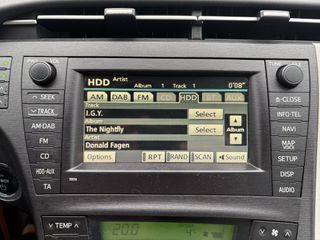 HDD Artist
Album 1 Track 1 0'08"
AM DAB FM CD HDD BT AUX
Track
I.G.Y.
Select
Album
The Nightfly
Select
Album
Artist
Donald Fagen
Options RPT RAND SCAN Sound
SEEK
TRACK
AM·DAB
FM
CD
HDD·AUX
TA
CLOSE
INFO·TEL
NAVI
MAP
VOICE
SETUP
DISP
AUDIO
TEMP
20.0